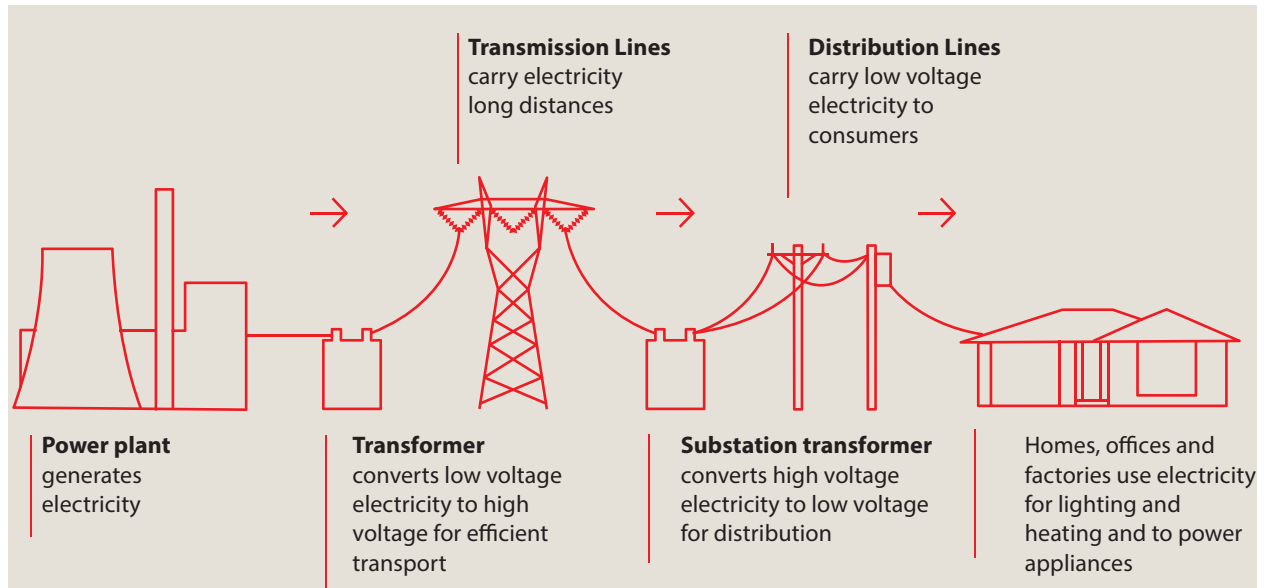 Transmission Lines
carry electricity
long distances
Distribution Lines
carry low voltage
electricity to
consumers
Power plant
generates
electricity
Transformer
converts low voltage
electricity to high
voltage for efficient
transport
Substation transformer
converts high voltage
electricity to low voltage
for distribution
Homes, offices and
factories use electricity
for lighting and
heating and to power
appliances